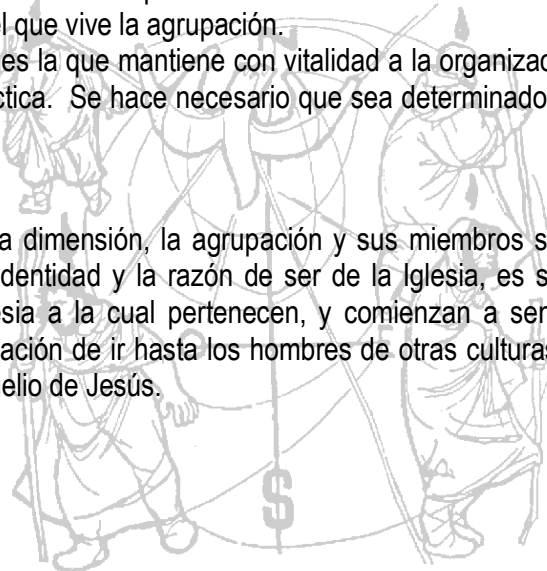 el que vive la agrupación.
es la que mantiene con vitalidad a la organizac
ctica. Se hace necesario que sea determinado
a dimensión, la agrupación y sus miembros s
identidad y la razón de ser de la Iglesia, es s
esia a la cual pertenecen, y comienzan a ser
ación de ir hasta los hombres de otras culturas
elio de Jesús.
S